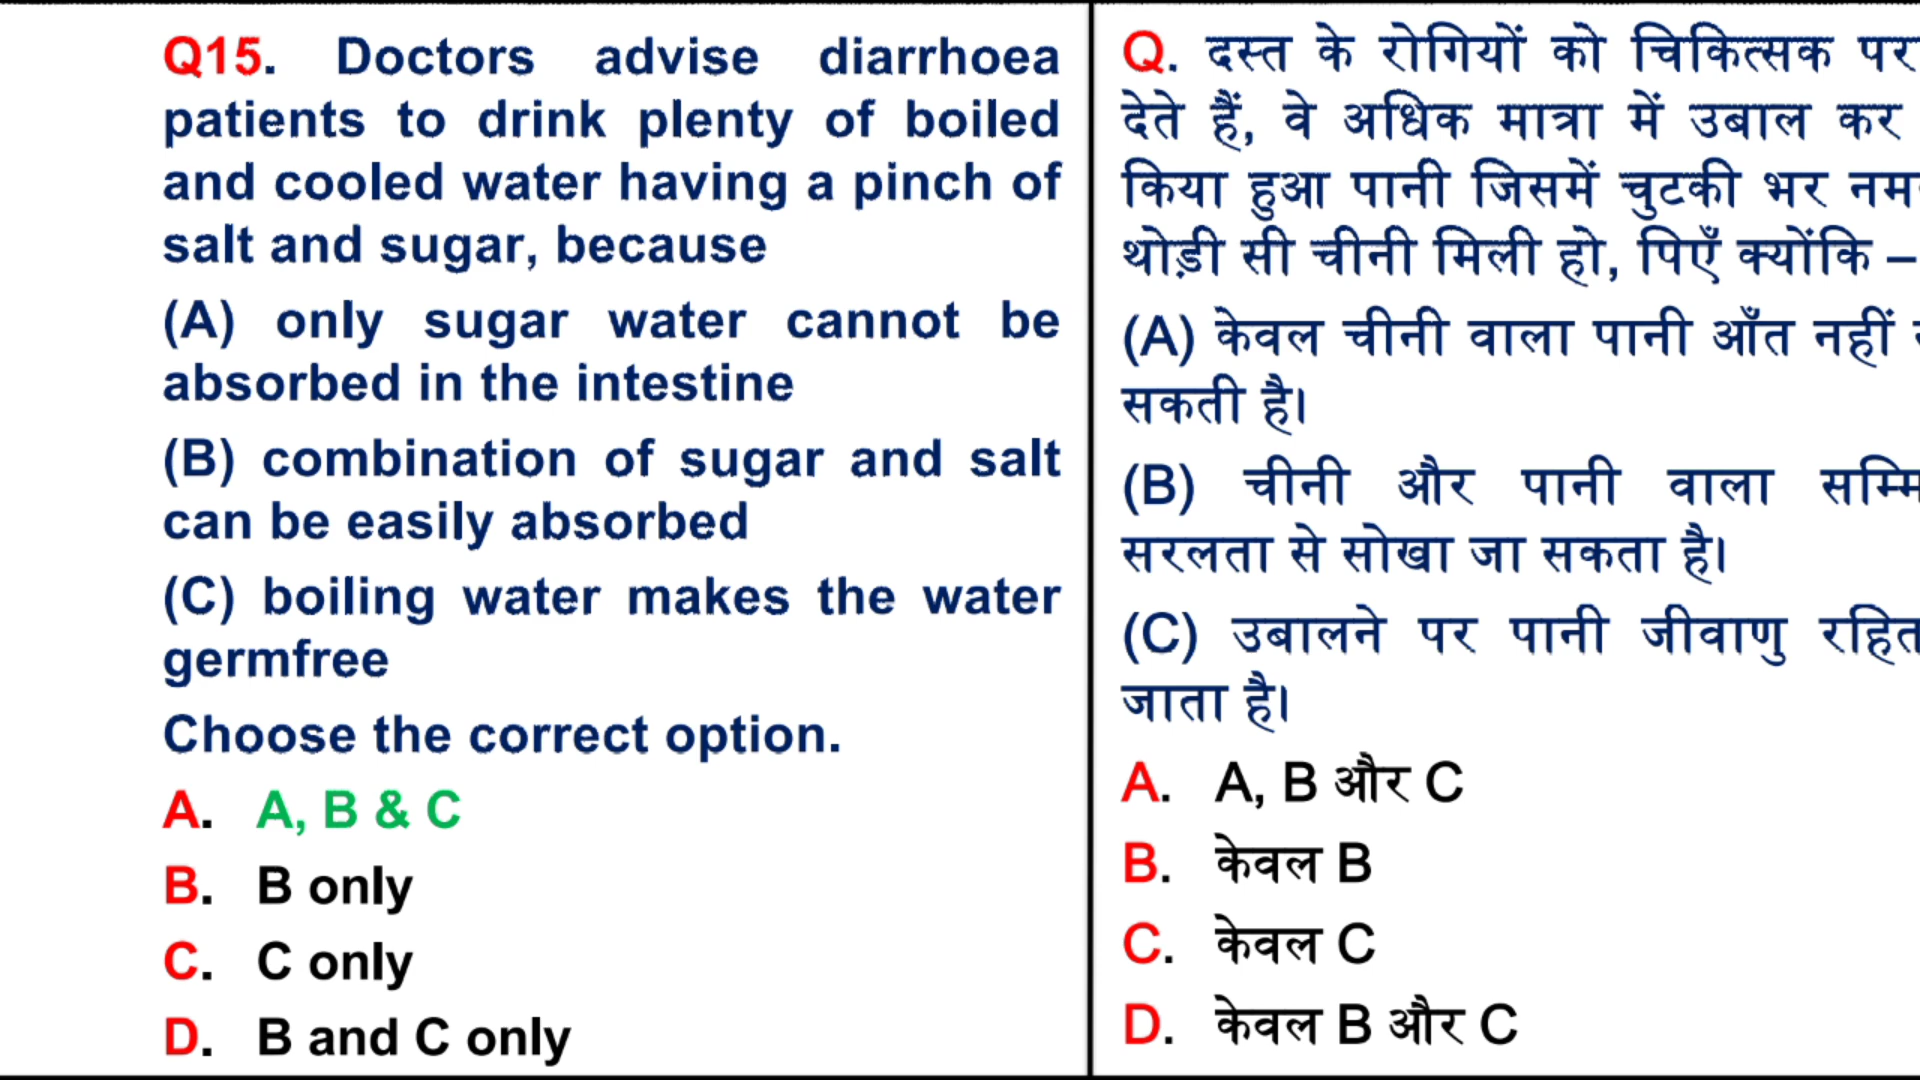 Q15. Doctors advise diarrhoea
patients to drink plenty of boiled
and cooled water having a pinch of
salt and sugar, because
(A) only sugar water cannot be
absorbed in the intestine
(B) combination of sugar and salt
can be easily absorbed
(C) boiling water makes the water
germfree
Choose the correct option.
A. A, B & C
B. B only
C. C only
D. B and C only
Q. दस्त के रोगियों को चिकित्सक पर
देते हैं, वे अधिक मात्रा में उबाल कर
किया हुआ पानी जिसमें चुटकी भर
थोड़ी सी चीनी मिली हो, पिएँ क्योंकि –
(A) केवल चीनी वाला पानी आँत नहीं
सकती है।
(B) चीनी और पानी वाला
सरलता से सोखा जा सकता है।
(C) उबालने पर पानी जीवाणु रहित
जाता है।
A. A, B और C
B. केवल B
C. केवल C
D. केवल B और C